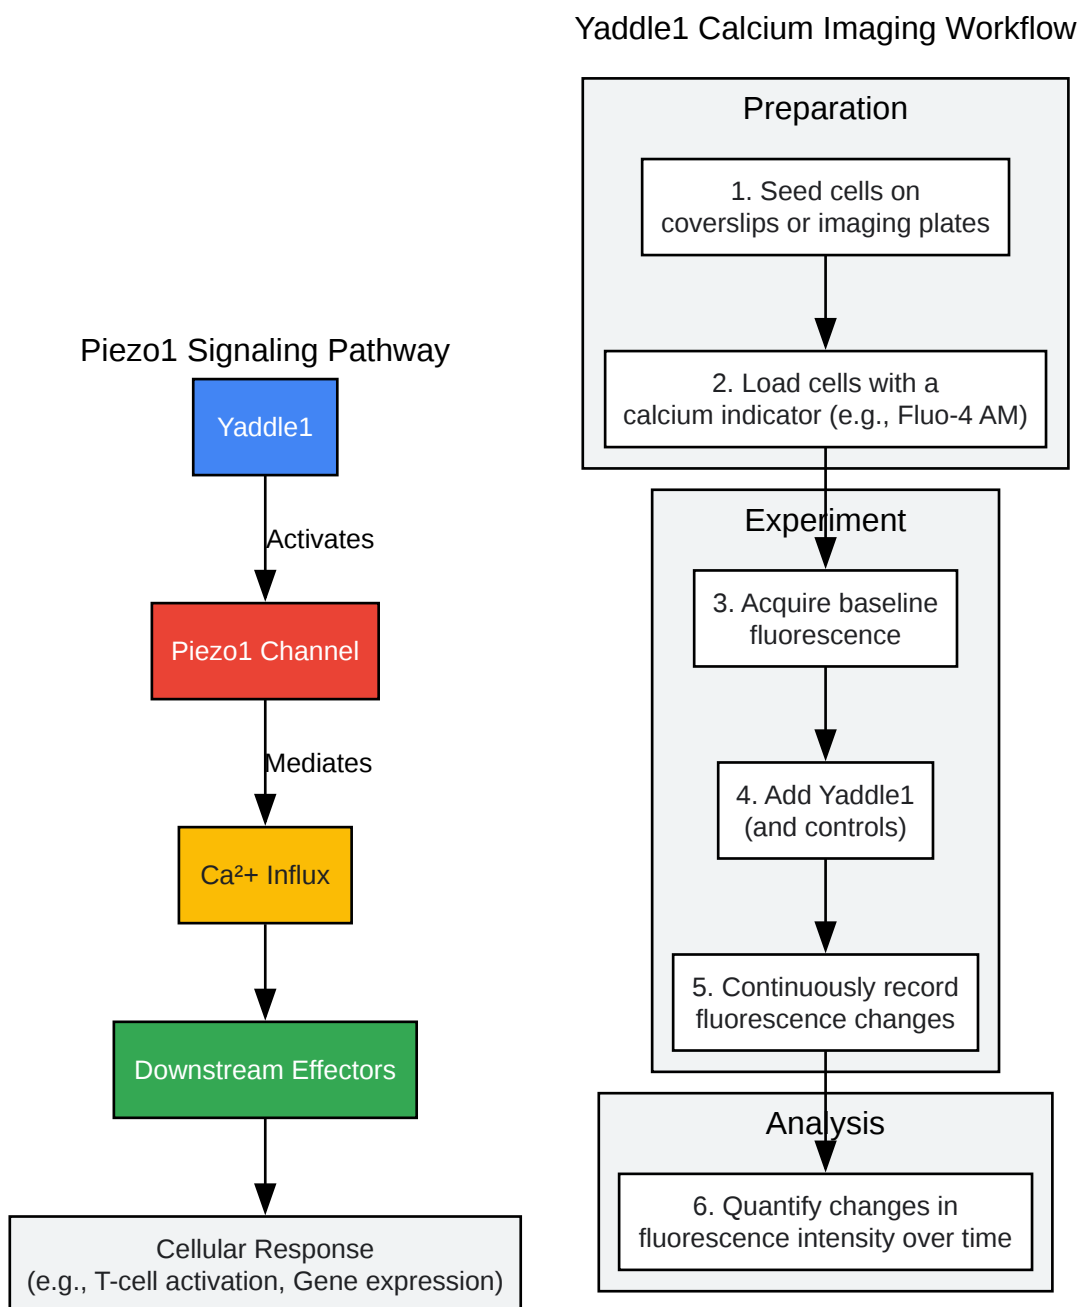 Piezo1 Signaling Pathway
Yaddle1
Activates
Piezo1 Channel
Mediates
Ca²+ Influx
Downstream Effectors
Cellular Response
(e.g., T-cell activation, Gene expression)
Yaddle1 Calcium Imaging Workflow
Preparation
1. Seed cells on
coverslips or imaging plates
2. Load cells with a
calcium indicator (e.g., Fluo-4 AM)
Experiment
3. Acquire baseline
fluorescence
4. Add Yaddle1
(and controls)
5. Continuously record
fluorescence changes
Analysis
6. Quantify changes in
fluorescence intensity over time